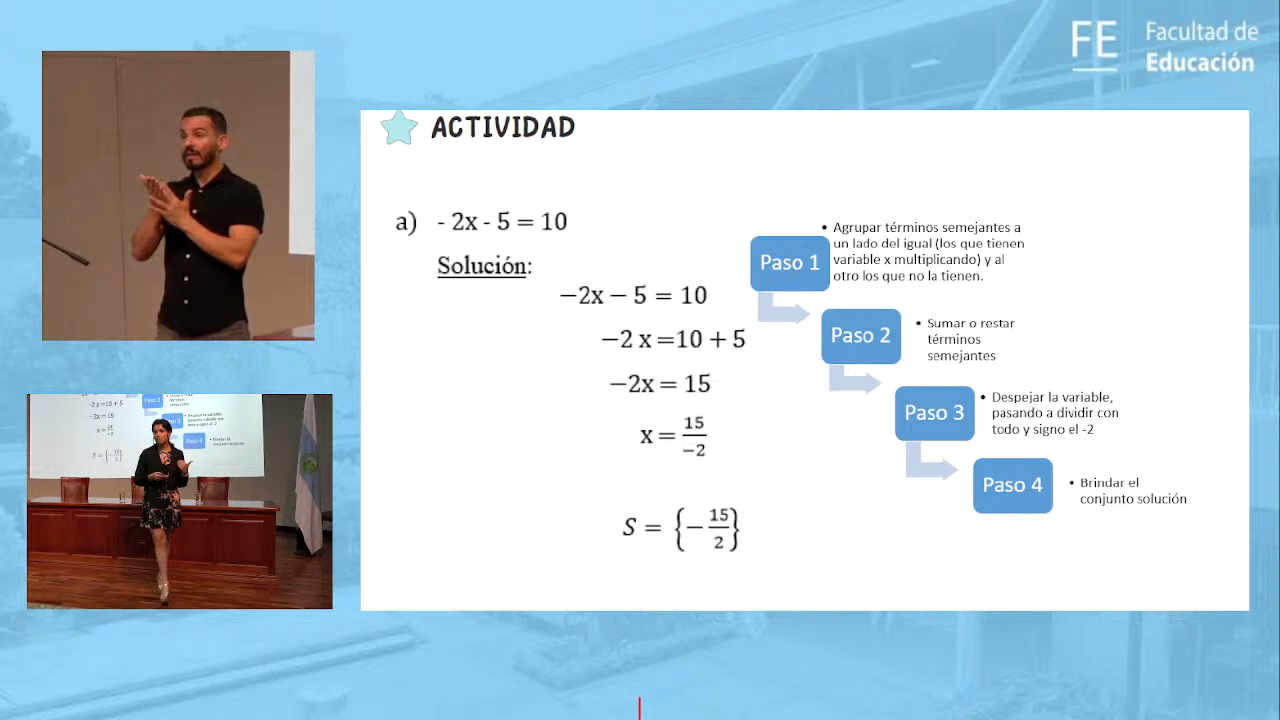 FE
Facultad de
Educación
ACTIVIDAD
a) - 2x - 5 = 10
Solución:
−2x − 5 = 10
−2 x =10 + 5
−2x = 15
x = 15/−2
S = {− 15/2}
Paso 1
• Agrupar términos semejantes a
un lado del igual (los que tienen
variable x multiplicando) y al
otro los que no la tienen.
Paso 2
• Sumar o restar
términos
semejantes
Paso 3
• Despejar la variable,
pasando a dividir con
todo y signo el -2
Paso 4
• Brindar el
conjunto solución